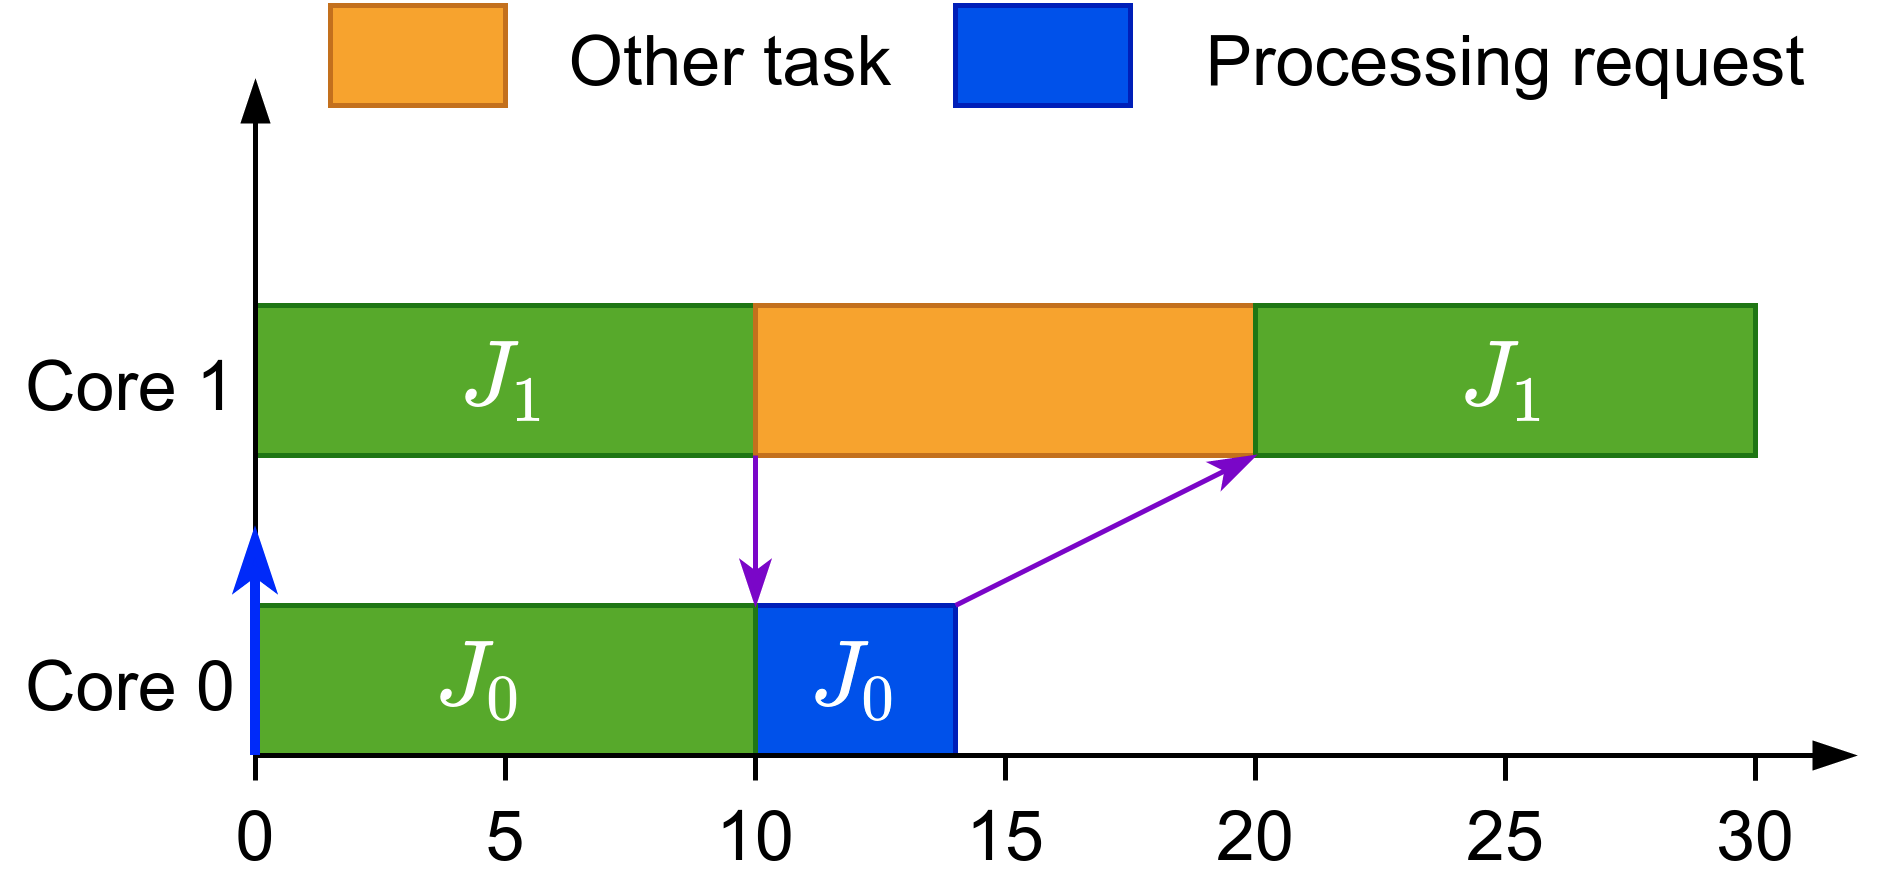 Other task Processing request
Core 1 J₁ J₁
Core 0 J₀ J₀
0 5 10 15 20 25 30